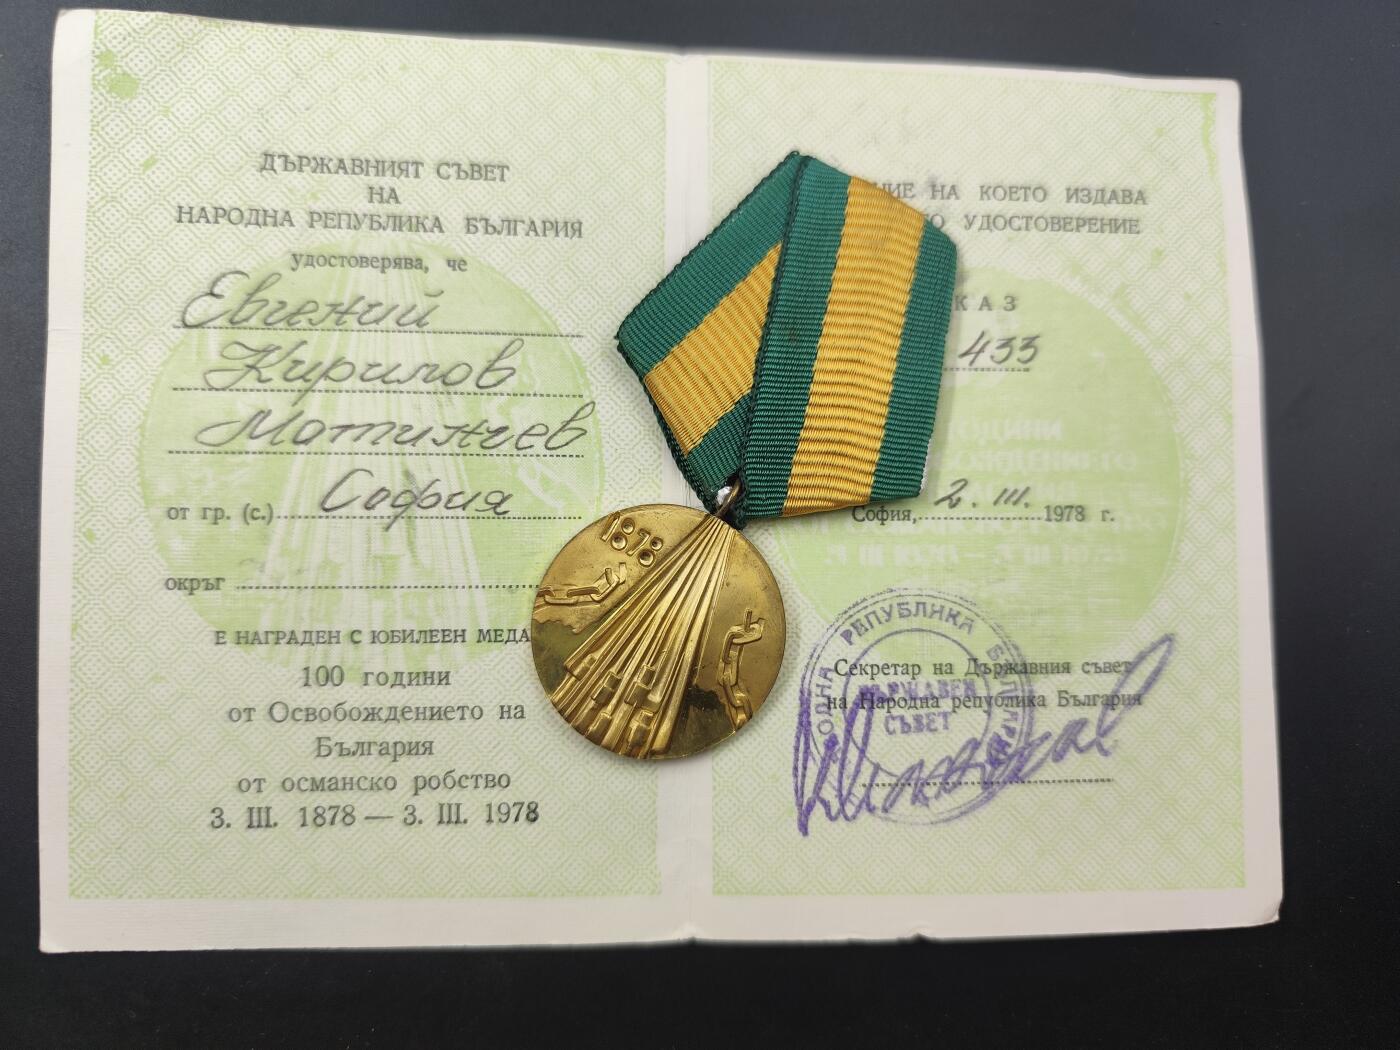 ДЪРЖАВНИЯТ СЪВЕТ
НА
НАРОДНА РЕПУБЛИКА БЪЛГАРИЯ
удостоверява, че
Евгений
Кирилов
Мотинчев
от гр. (с.) София
окръг
Е НАГРАДЕН С ЮБИЛЕЕН МЕДА
100 години
от Освобождението на
България
от османско робство
3. III. 1878 — 3. III. 1978
1878
НИЕ НА КОЕТО ИЗДАВА
О УДОСТОВЕРЕНИЕ
КАЗ
433
София, 2. III. 1978 г.
Секретар на Държавния съвет
на Народна република България
ОДНА РЕПУБЛИКА БЪЛГАРИЯ
ДЪРЖАВЕН
СЪВЕТ